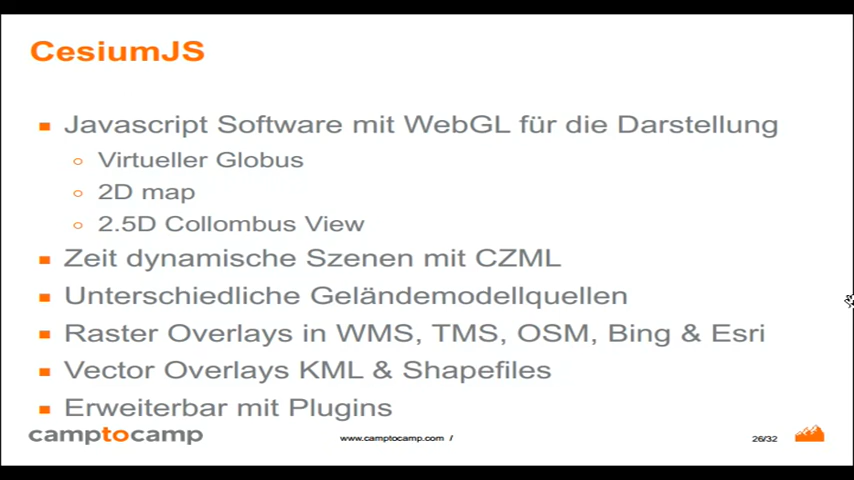 CesiumJS
Javascript Software mit WebGL für die Darstellung
Virtueller Globus
2D map
2.5D Collombus View
Zeit dynamische Szenen mit CZML
Unterschiedliche Geländemodellquellen
Raster Overlays in WMS, TMS, OSM, Bing & Esri
Vector Overlays KML & Shapefiles
Erweiterbar mit Plugins
camptocamp
www.camptocamp.com /
26/32